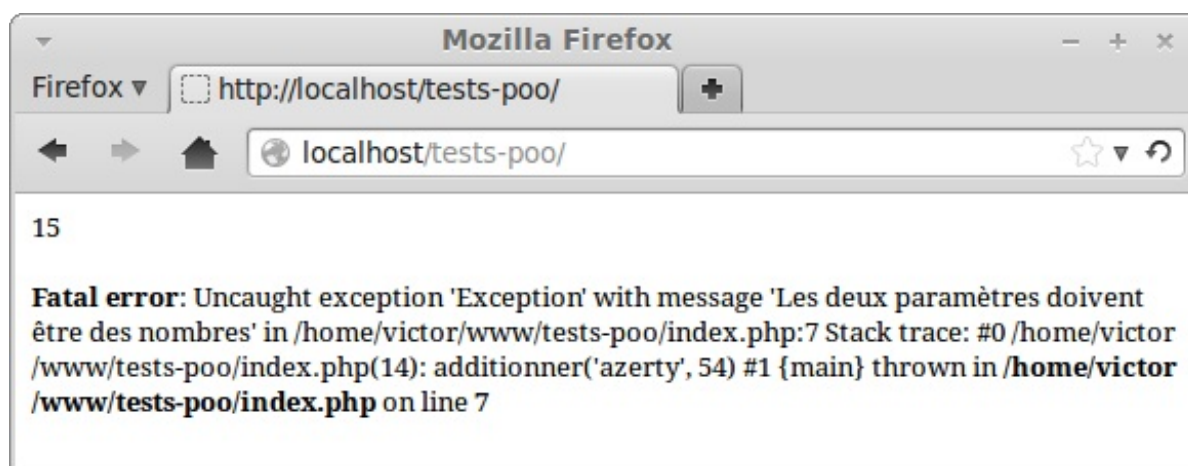 Mozilla Firefox
Firefox
http://localhost/tests-poo/
localhost/tests-poo/
15
Fatal error: Uncaught exception 'Exception' with message 'Les deux paramètres doivent
être des nombres' in /home/victor/www/tests-poo/index.php:7 Stack trace: #0 /home/victor
/www/tests-poo/index.php(14): additionner('azerty', 54) #1 {main} thrown in /home/victor
/www/tests-poo/index.php on line 7